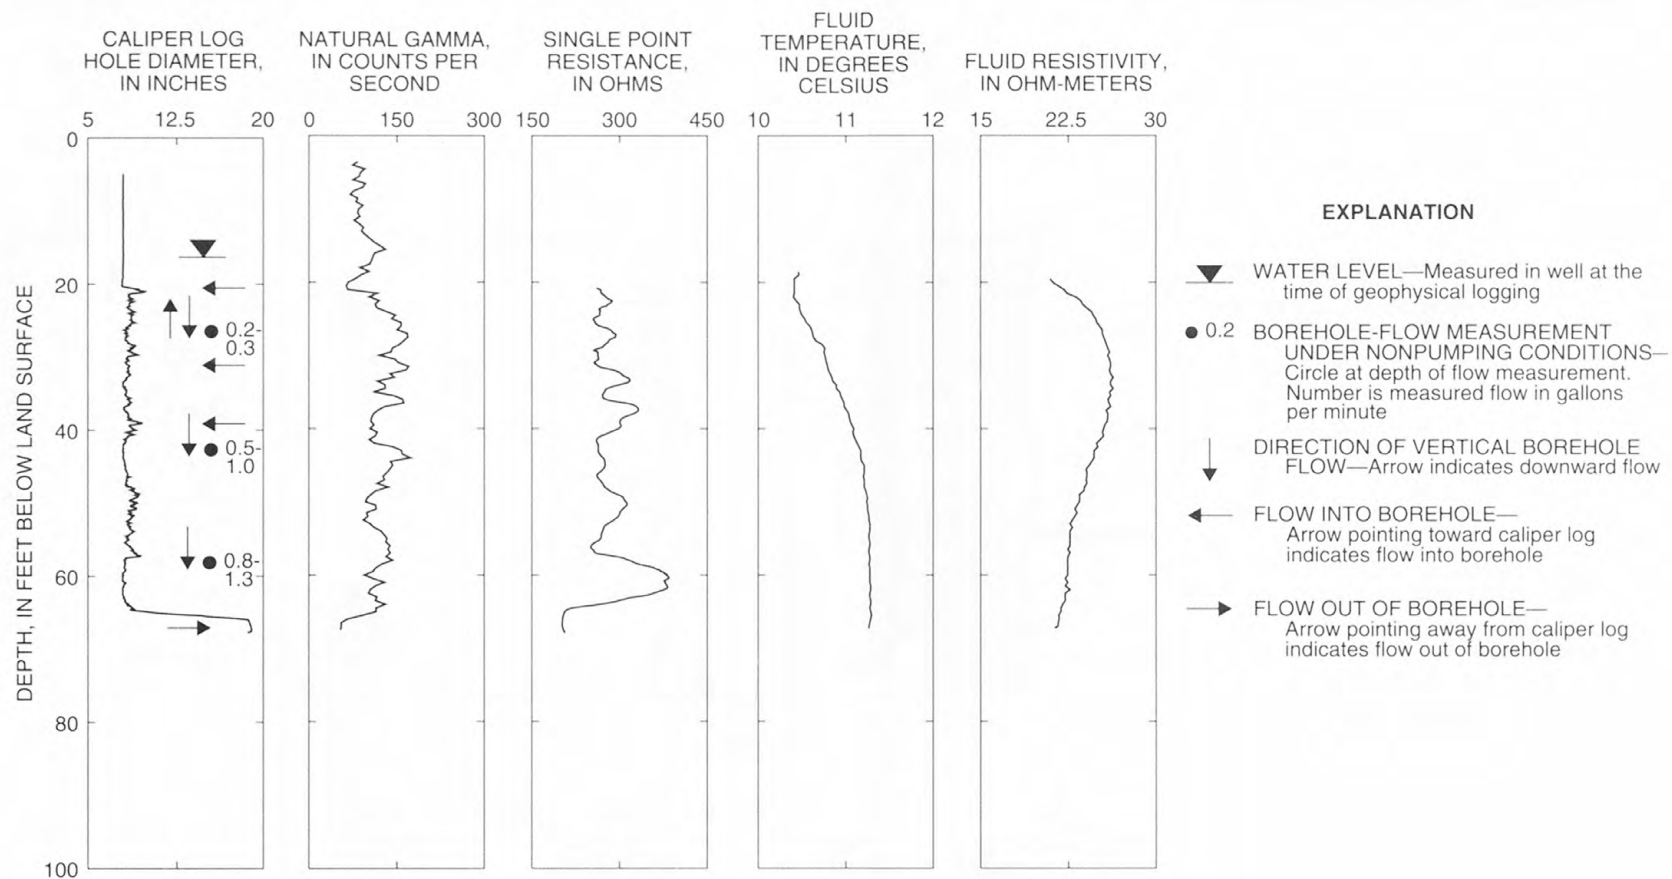 CALIPER LOG
HOLE DIAMETER,
IN INCHES
5 12.5 20
NATURAL GAMMA,
IN COUNTS PER
SECOND
0 150 300
SINGLE POINT
RESISTANCE,
IN OHMS
150 300 450
FLUID
TEMPERATURE,
IN DEGREES
CELSIUS
10 11 12
FLUID RESISTIVITY,
IN OHM-METERS
15 22.5 30
DEPTH, IN FEET BELOW LAND SURFACE
0
20
40
60
80
100
0.2-
0.3
0.5-
1.0
0.8-
1.3
EXPLANATION
WATER LEVEL—Measured in well at the
time of geophysical logging
0.2 BOREHOLE-FLOW MEASUREMENT
UNDER NONPUMPING CONDITIONS—
Circle at depth of flow measurement.
Number is measured flow in gallons
per minute
DIRECTION OF VERTICAL BOREHOLE
FLOW—Arrow indicates downward flow
FLOW INTO BOREHOLE—
Arrow pointing toward caliper log
indicates flow into borehole
FLOW OUT OF BOREHOLE—
Arrow pointing away from caliper log
indicates flow out of borehole